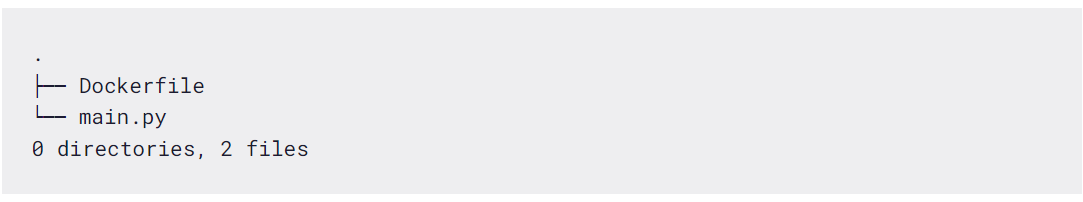 .
├── Dockerfile
└── main.py
0 directories, 2 files